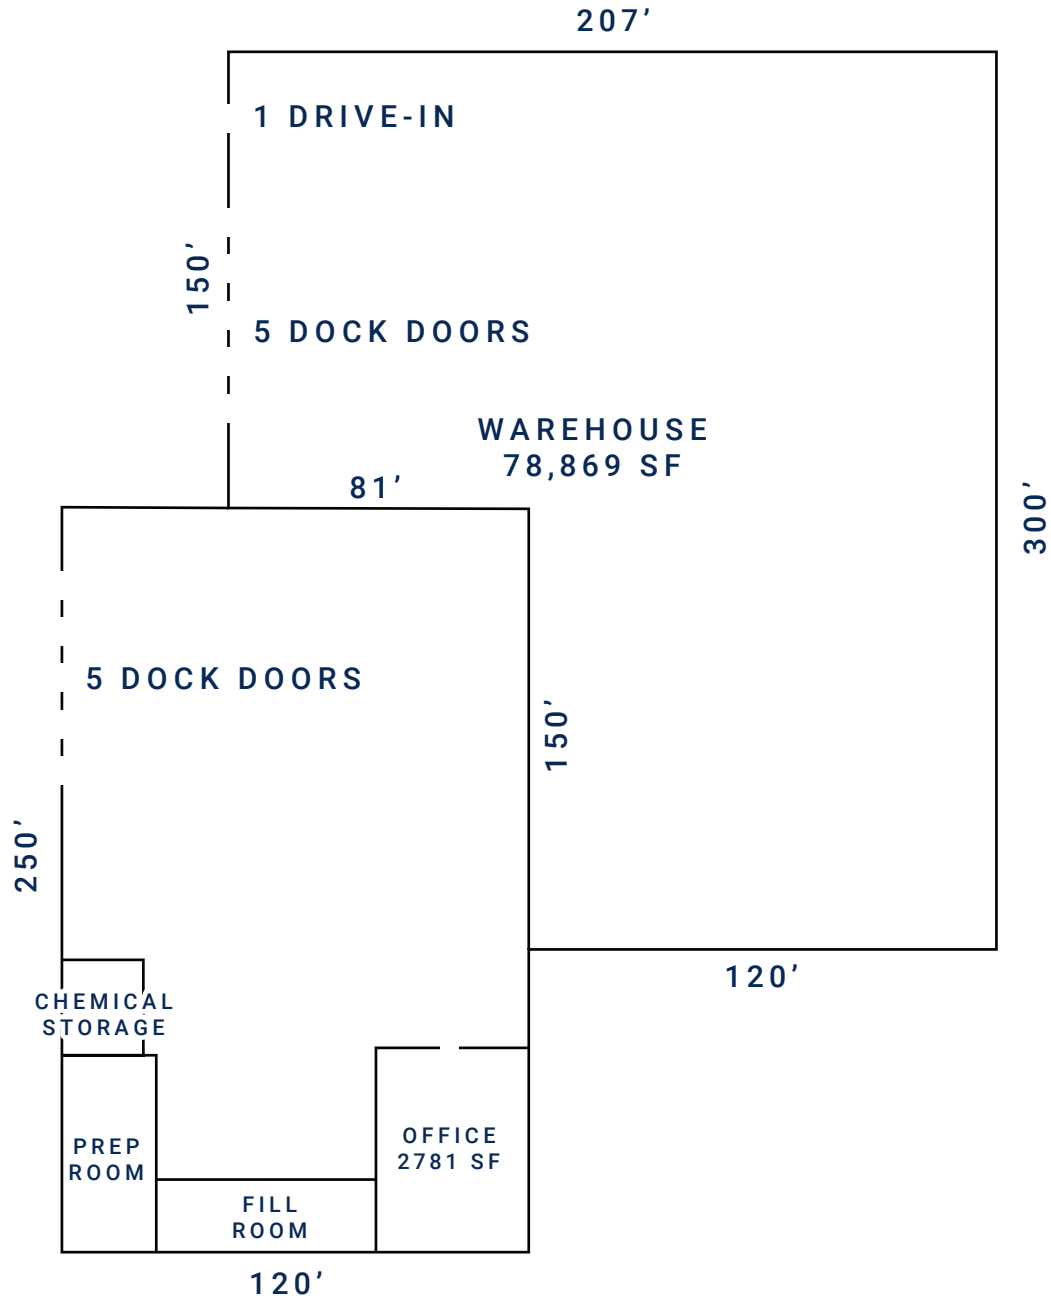 207’
1 DRIVE-IN
150’
5 DOCK DOORS
WAREHOUSE
78,869 SF
81’
300’
5 DOCK DOORS
150’
250’
120’
CHEMICAL
STORAGE
PREP
ROOM
OFFICE
2781 SF
FILL
ROOM
120’